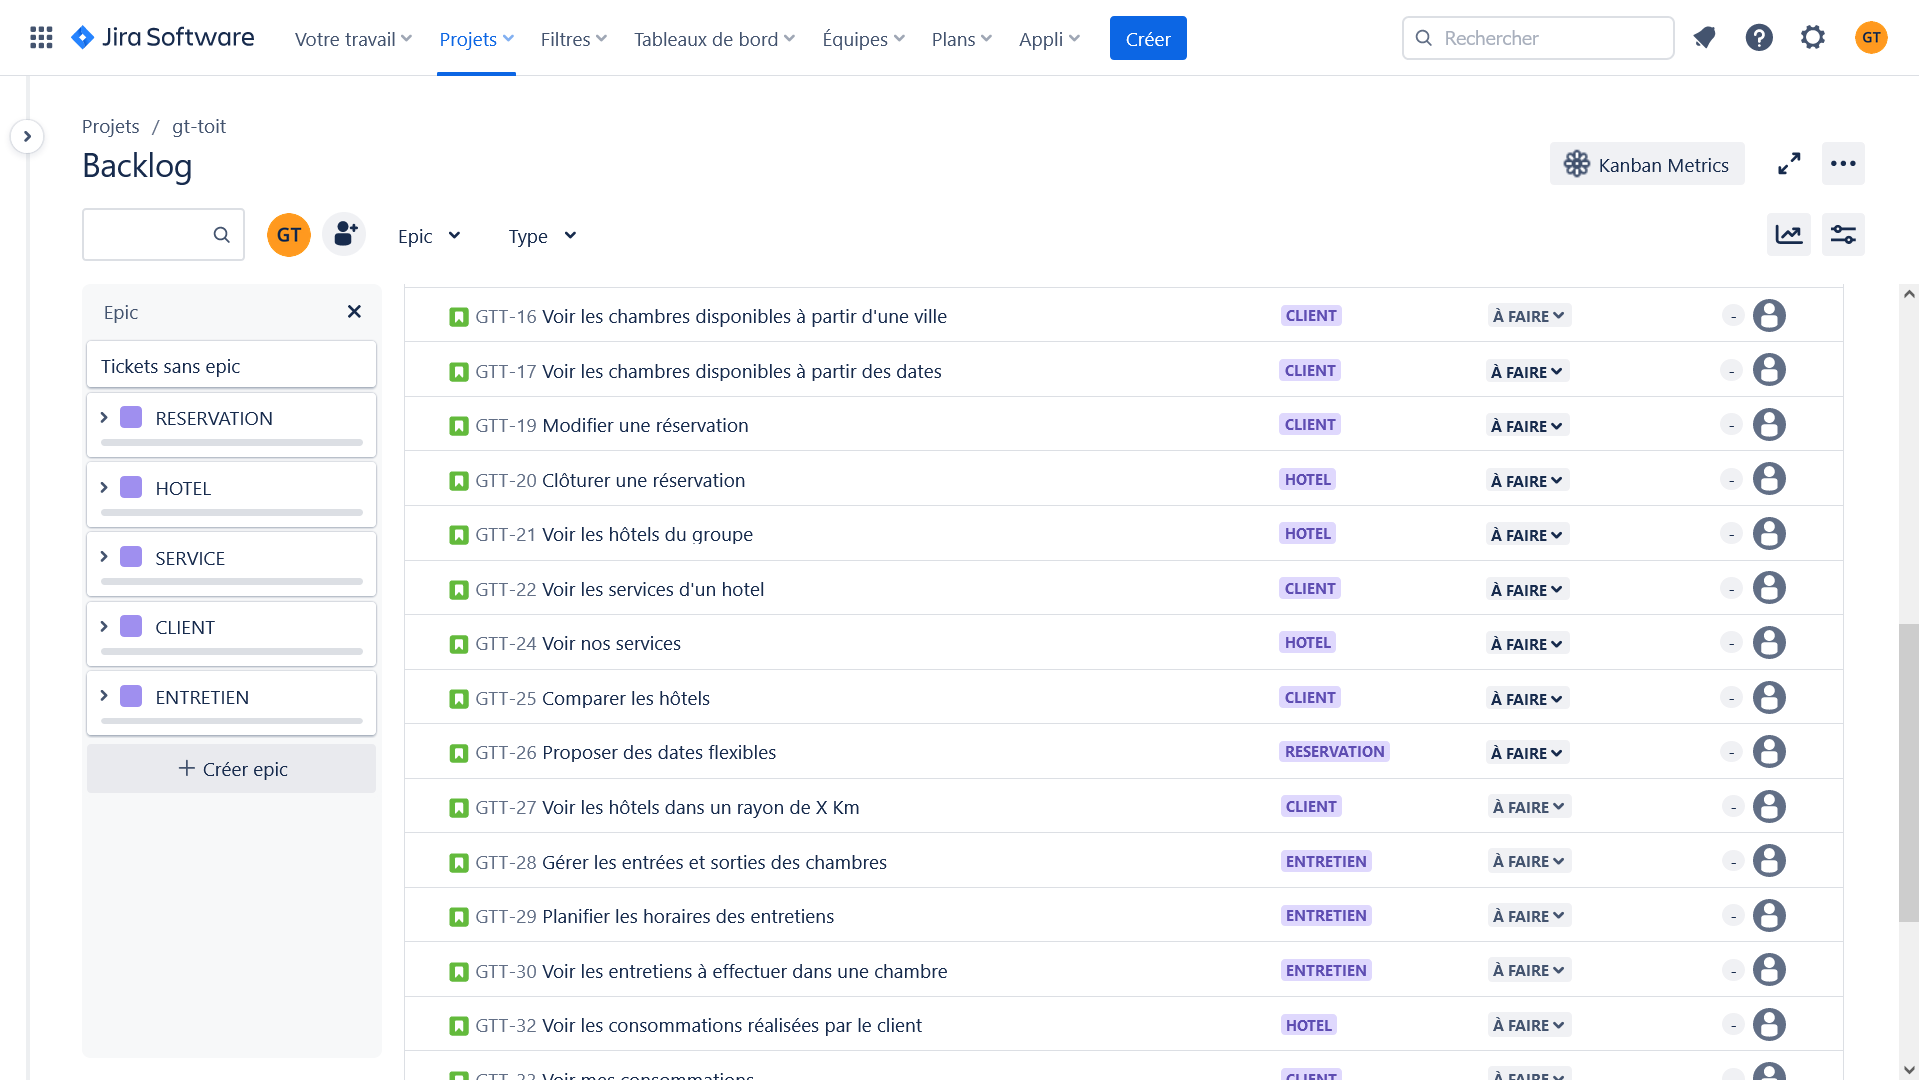 Jira Software
Votre travail
Projets
Filtres
Tableaux de bord
Équipes
Plans
Appli
Créer
Rechercher
GT
Projets / gt-toit
Backlog
Kanban Metrics
GT
Epic
Type
Epic
Tickets sans epic
RESERVATION
HOTEL
SERVICE
CLIENT
ENTRETIEN
Créer epic
GTT-16 Voir les chambres disponibles à partir d'une ville CLIENT À FAIRE -
GTT-17 Voir les chambres disponibles à partir des dates CLIENT À FAIRE -
GTT-19 Modifier une réservation CLIENT À FAIRE -
GTT-20 Clôturer une réservation HOTEL À FAIRE -
GTT-21 Voir les hôtels du groupe HOTEL À FAIRE -
GTT-22 Voir les services d'un hotel CLIENT À FAIRE -
GTT-24 Voir nos services HOTEL À FAIRE -
GTT-25 Comparer les hôtels CLIENT À FAIRE -
GTT-26 Proposer des dates flexibles RESERVATION À FAIRE -
GTT-27 Voir les hôtels dans un rayon de X Km CLIENT À FAIRE -
GTT-28 Gérer les entrées et sorties des chambres ENTRETIEN À FAIRE -
GTT-29 Planifier les horaires des entretiens ENTRETIEN À FAIRE -
GTT-30 Voir les entretiens à effectuer dans une chambre ENTRETIEN À FAIRE -
GTT-32 Voir les consommations réalisées par le client HOTEL À FAIRE -
GTT-33 Voir mes consommations CLIENT À FAIRE